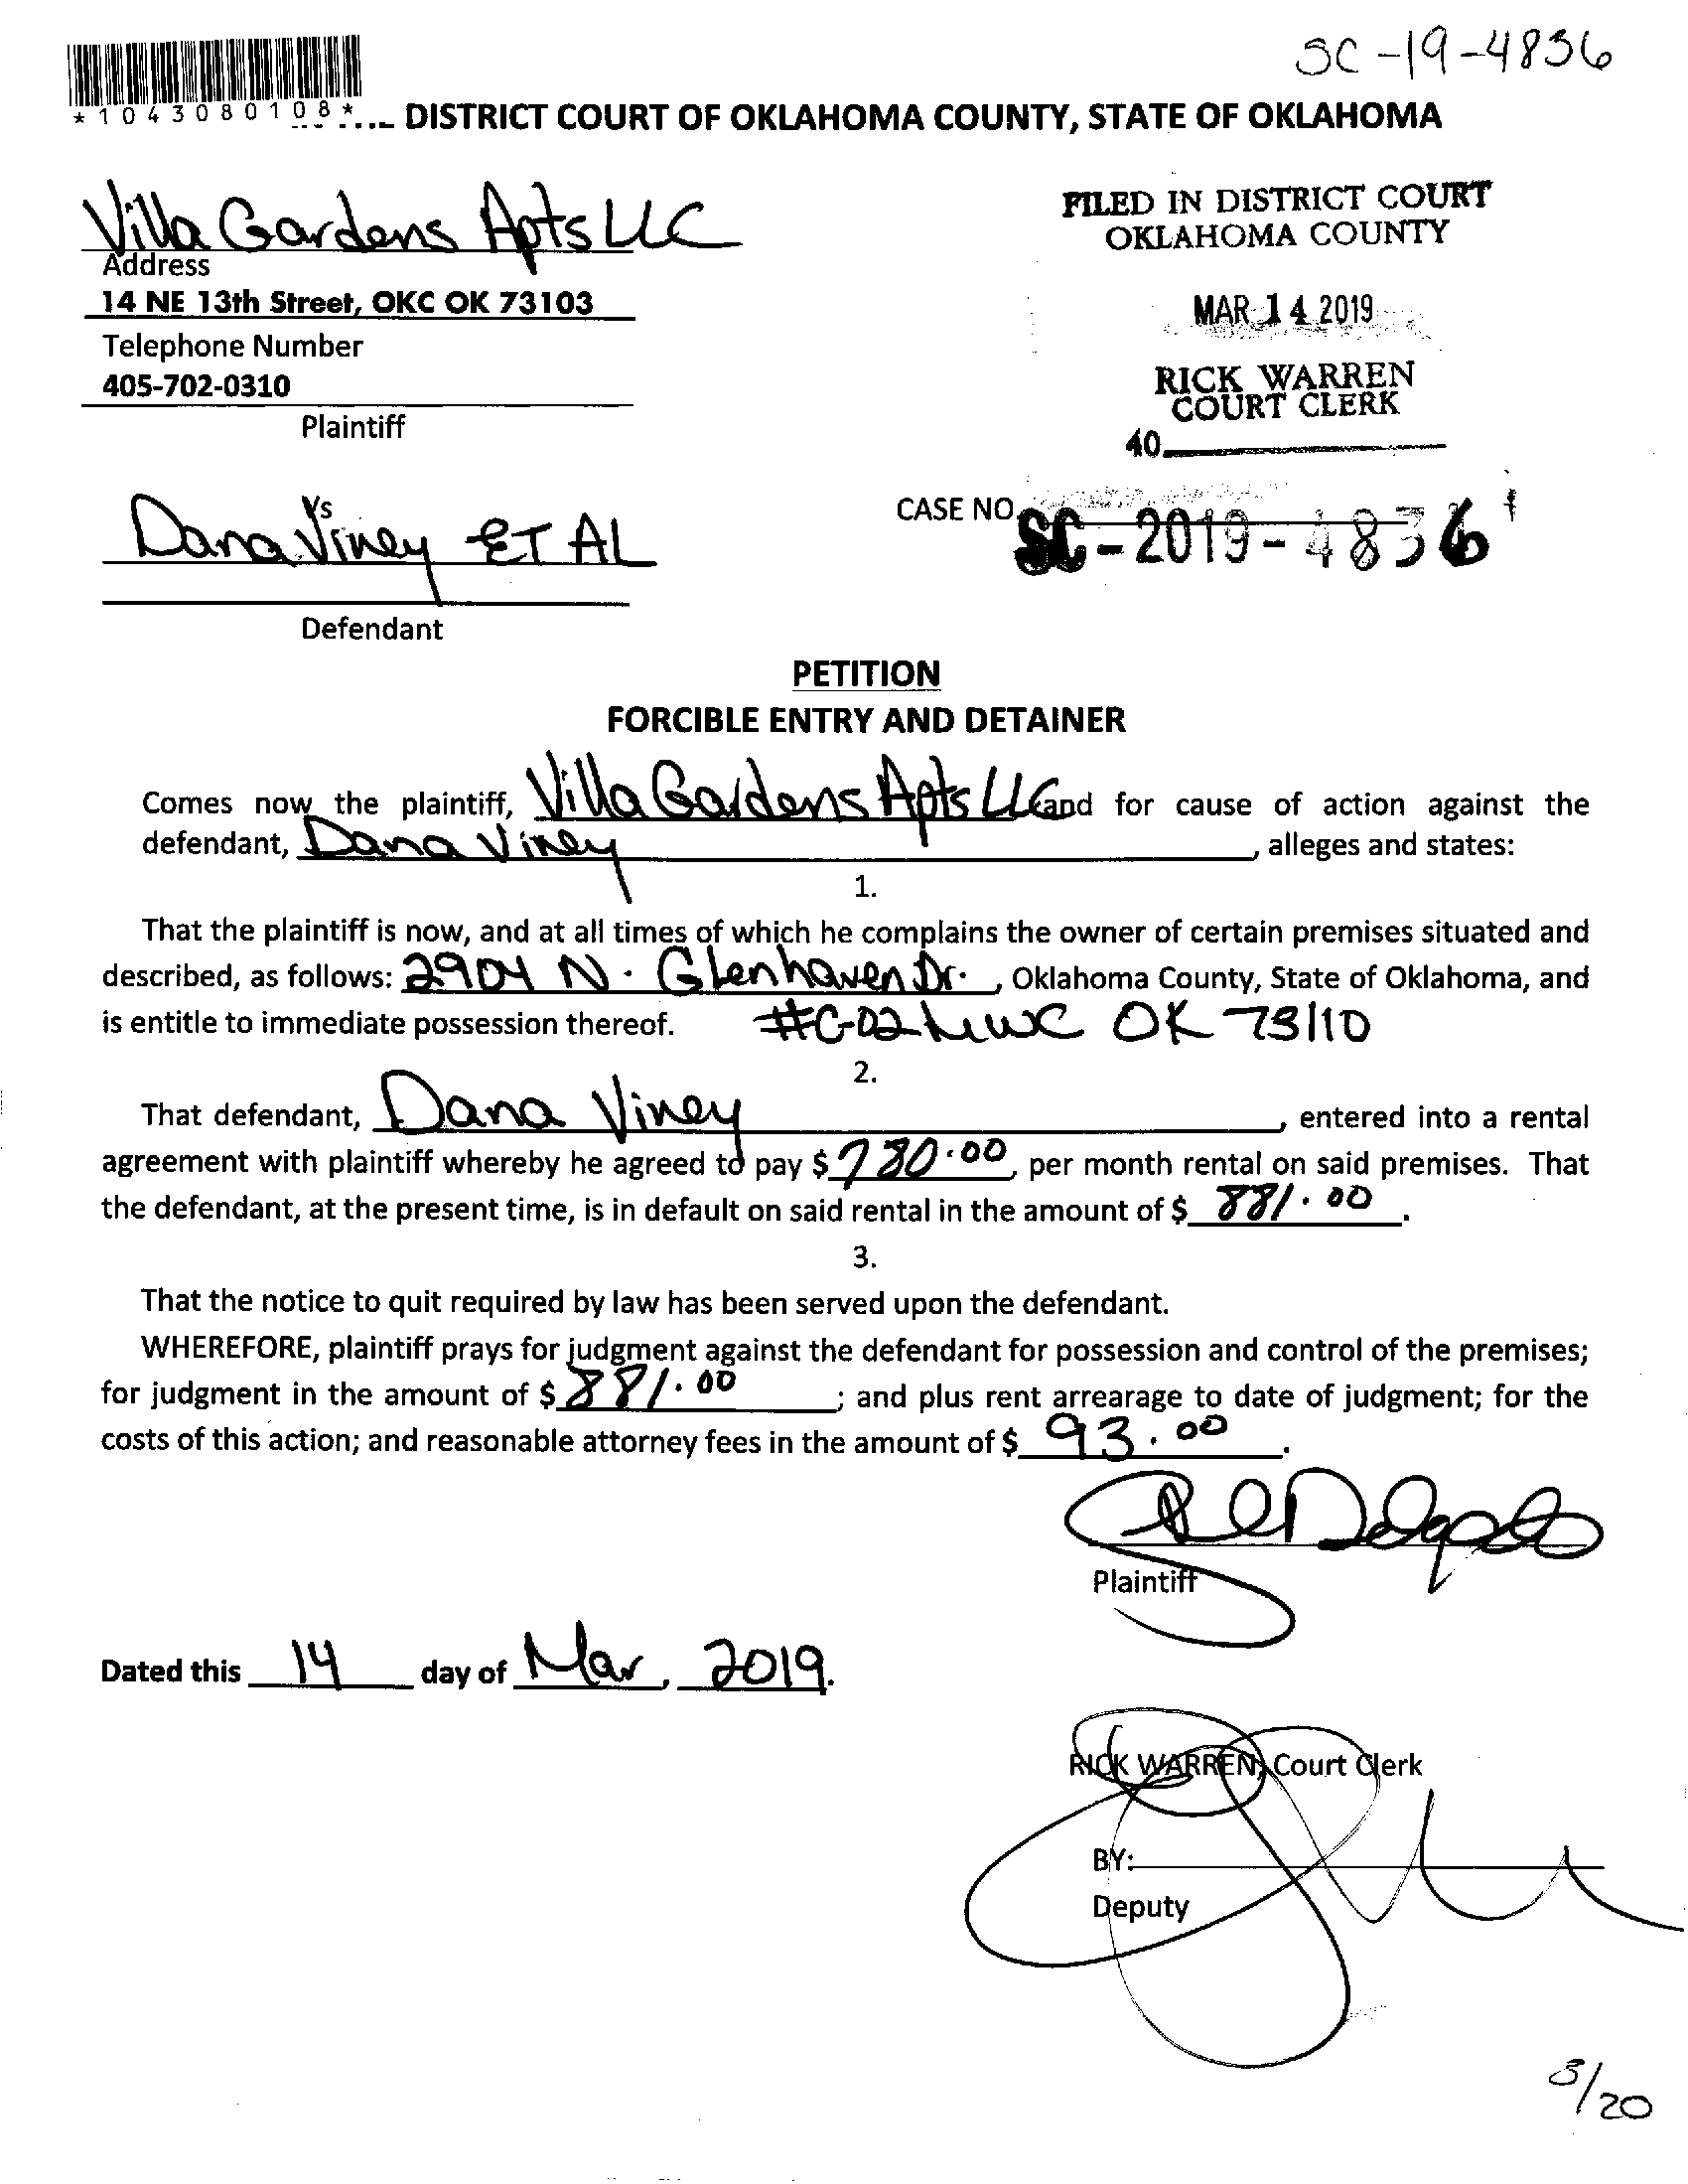 SC-19-4836
*1043080108*
DISTRICT COURT OF OKLAHOMA COUNTY, STATE OF OKLAHOMA
Villa Gardens Apts LLC
Address
14 NE 13th Street, OKC OK 73103
Telephone Number
405-702-0310
Plaintiff
FILED IN DISTRICT COURT
OKLAHOMA COUNTY
MAR 14 2019
RICK WARREN
COURT CLERK
40
Vs
Dana Viney ET AL
Defendant
CASE NO. SC-2019-4836
PETITION
FORCIBLE ENTRY AND DETAINER
Comes now the plaintiff, Villa Gardens Apts LLC and for cause of action against the
defendant, Dana Viney, alleges and states:
1.
That the plaintiff is now, and at all times of which he complains the owner of certain premises situated and
described, as follows: 2904 N. Glenhaven Dr., Oklahoma County, State of Oklahoma, and
is entitle to immediate possession thereof. MWC OK 73110
2.
That defendant, Dana Viney, entered into a rental
agreement with plaintiff whereby he agreed to pay $ 780.00, per month rental on said premises. That
the defendant, at the present time, is in default on said rental in the amount of $ 881.00.
3.
That the notice to quit required by law has been served upon the defendant.
WHEREFORE, plaintiff prays for judgment against the defendant for possession and control of the premises;
for judgment in the amount of $ 881.00; and plus rent arrearage to date of judgment; for the
costs of this action; and reasonable attorney fees in the amount of $ 93.00.
Plaintiff
Dated this 14 day of Mar, 2019.
RICK WARREN, Court Clerk
BY:
Deputy
3/20